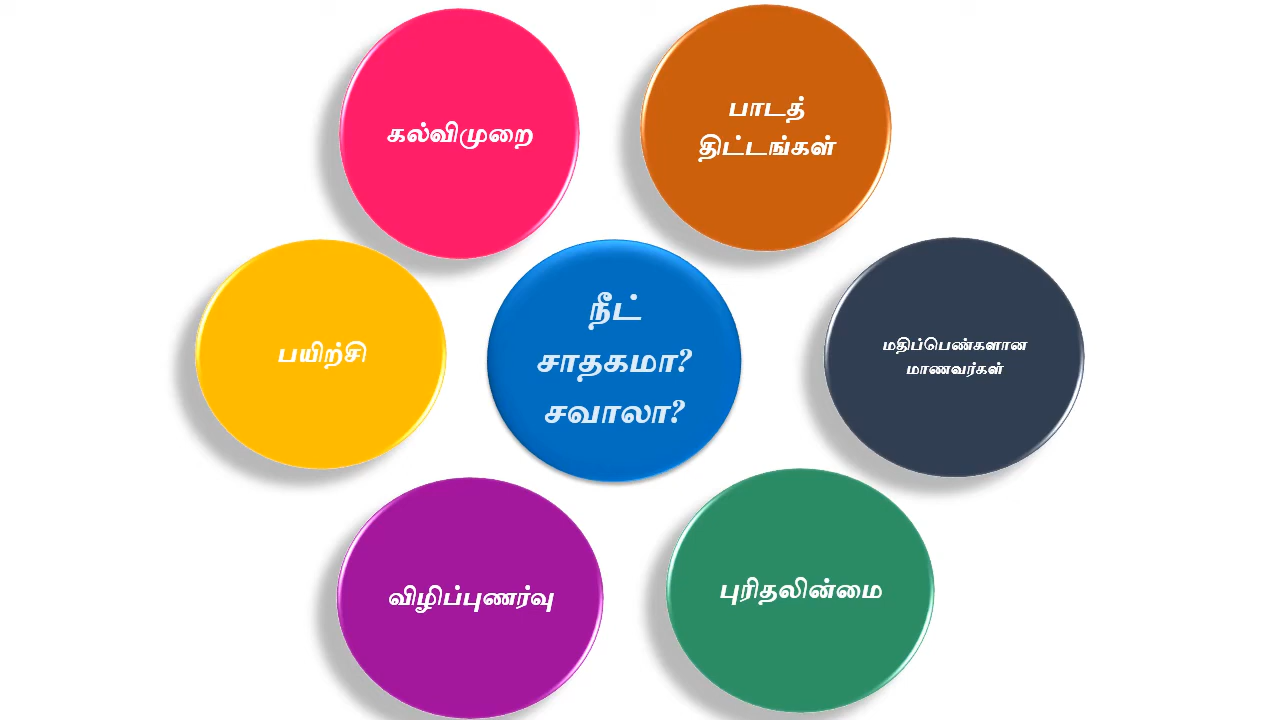 கல்விமுறை
பாடத்
திட்டங்கள்
பயிற்சி
நீட்
சாதகமா?
சவாலா?
மதிப்பெண்களான
மாணவர்கள்
விழிப்புணர்வு
புரிதலின்மை